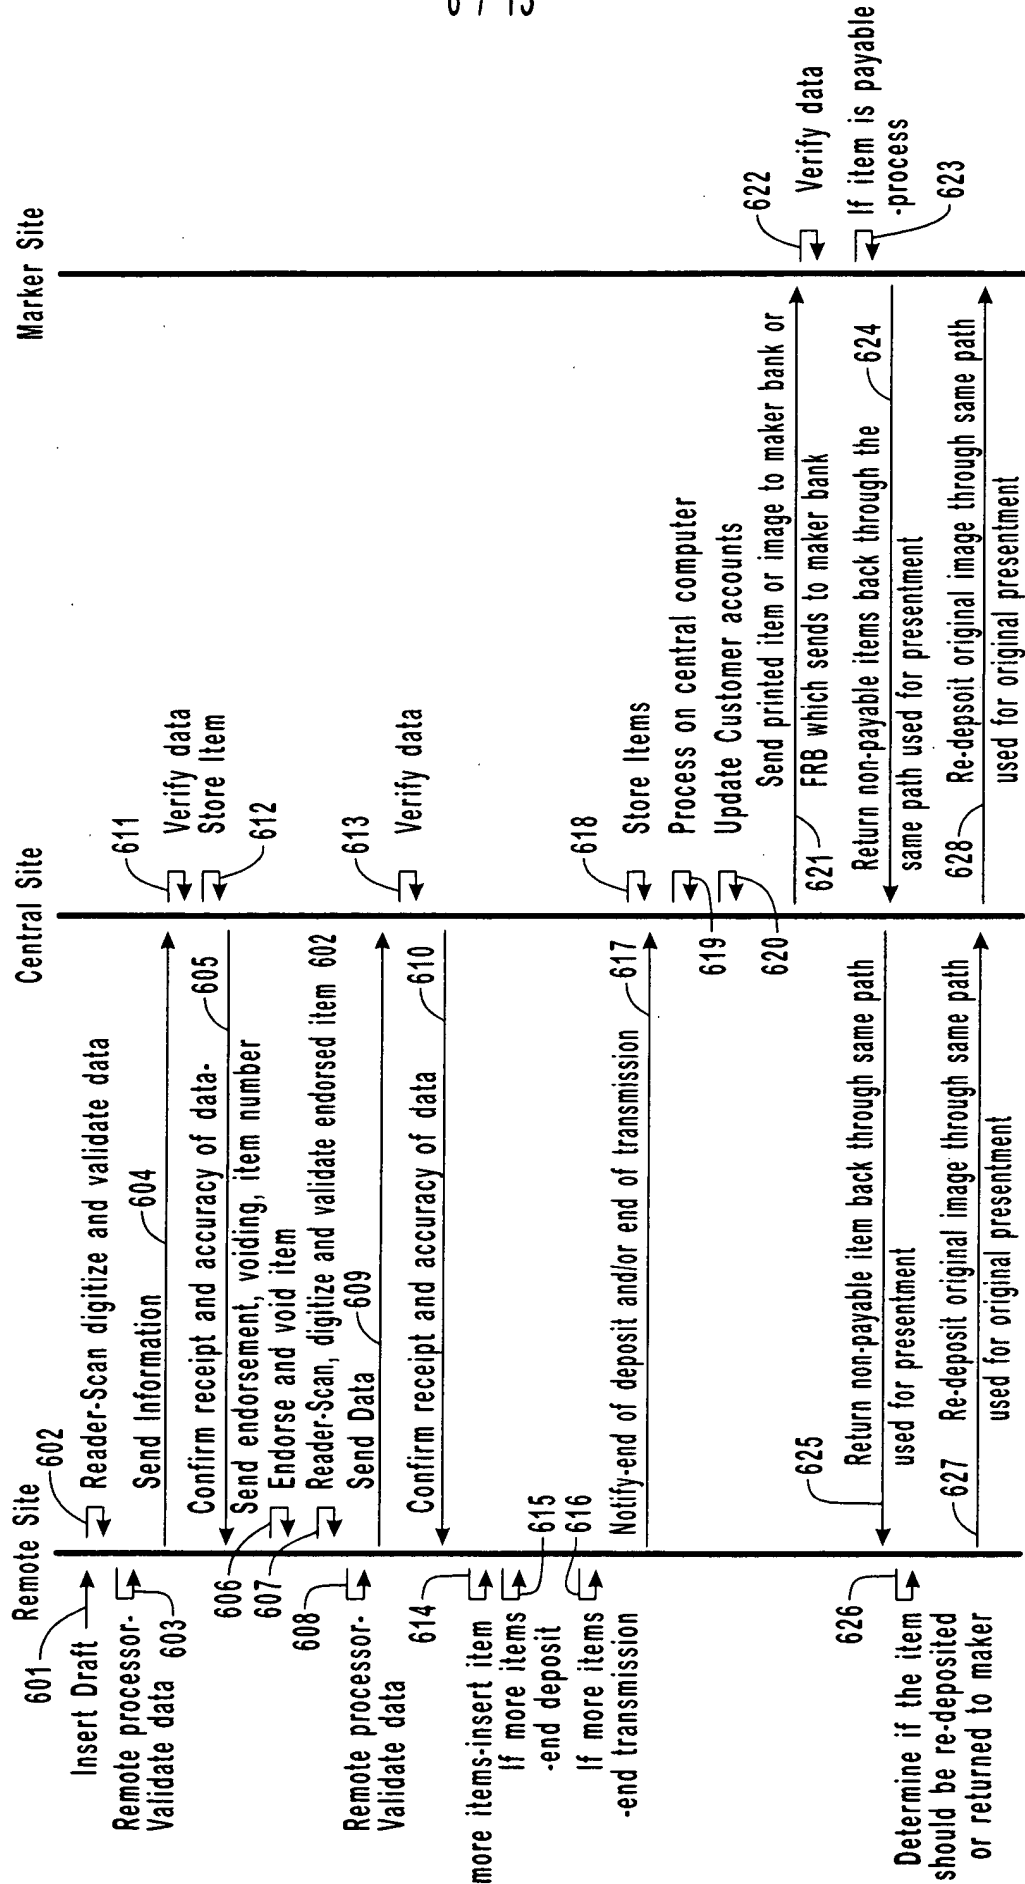 6 / 15
Remote Site
Central Site
Marker Site
601
Insert Draft
602
Reader-Scan digitize and validate data
Remote processor-
Validate data
603
Send Information
604
611
Verify data
Store Item
612
Confirm receipt and accuracy of data-
605
Send endorsement, voiding, item number
606
Endorse and void item
607
Reader-Scan, digitize and validate endorsed item 602
608
Remote processor-
Validate data
Send Data
609
613
Verify data
Confirm receipt and accuracy of data
610
614
more items-insert item
If more items
-end deposit
615
616
If more items
-end transmission
Notify-end of deposit and/or end of transmission
617
618
Store Items
Process on central computer
619
Update Customer accounts
620
Send printed item or image to maker bank or
FRB which sends to maker bank
621
622
Verify data
If item is payable
-process
623
Return non-payable items back through the
same path used for presentment
624
625
Return non-payable item back through same path
used for presentment
626
Determine if the item
should be re-deposited
or returned to maker
627
Re-deposit original image through same path
used for original presentment
628
Re-depsoit original image through same path
used for original presentment